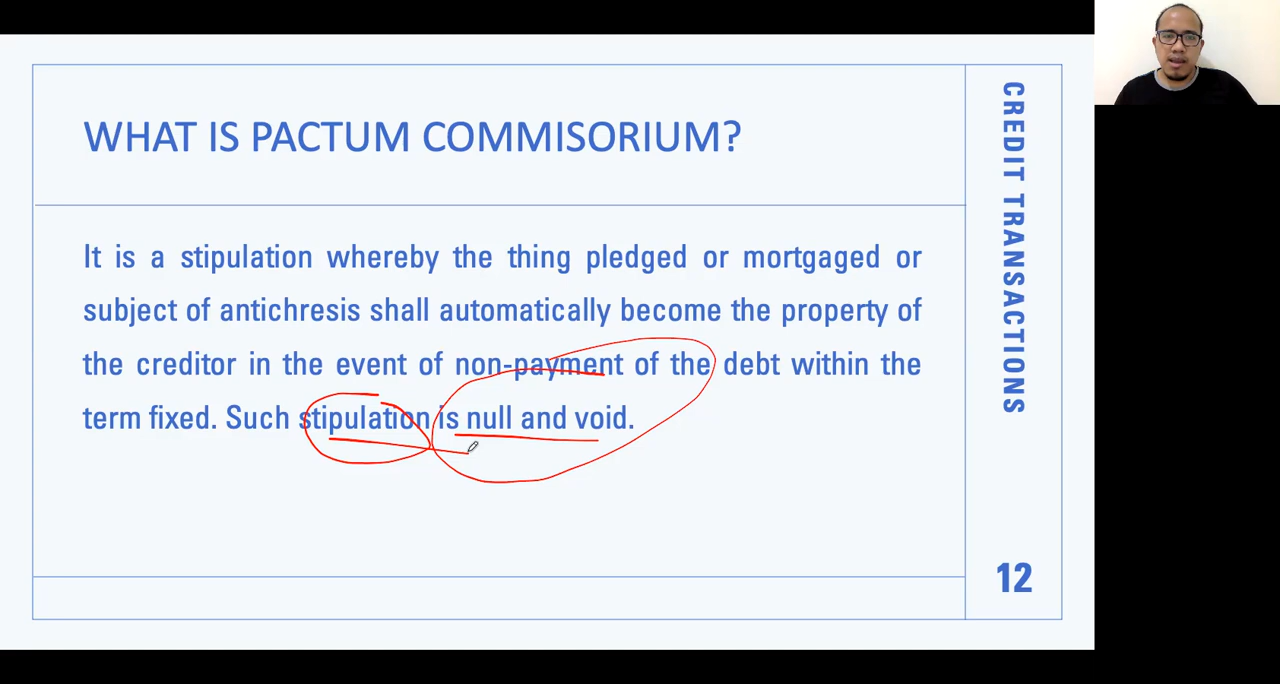 WHAT IS PACTUM COMMISORIUM?
It is a stipulation whereby the thing pledged or mortgaged or
subject of antichresis shall automatically become the property of
the creditor in the event of non-payment of the debt within the
term fixed. Such stipulation is null and void.
CREDIT TRANSACTIONS
12